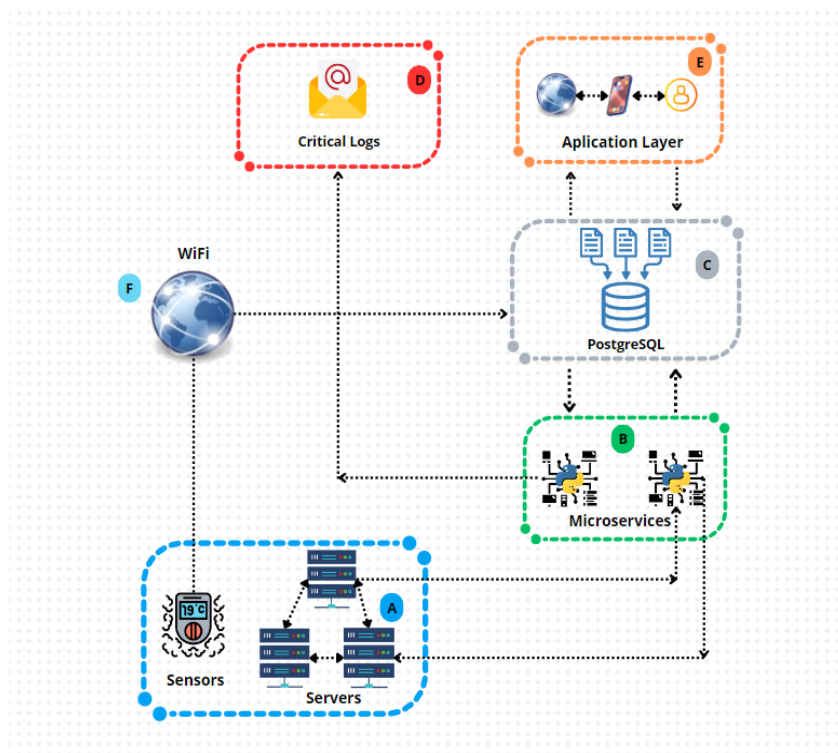 D
Critical Logs
E
Aplication Layer
WiFi
F
C
PostgreSQL
B
Microservices
A
19°C
Sensors
Servers